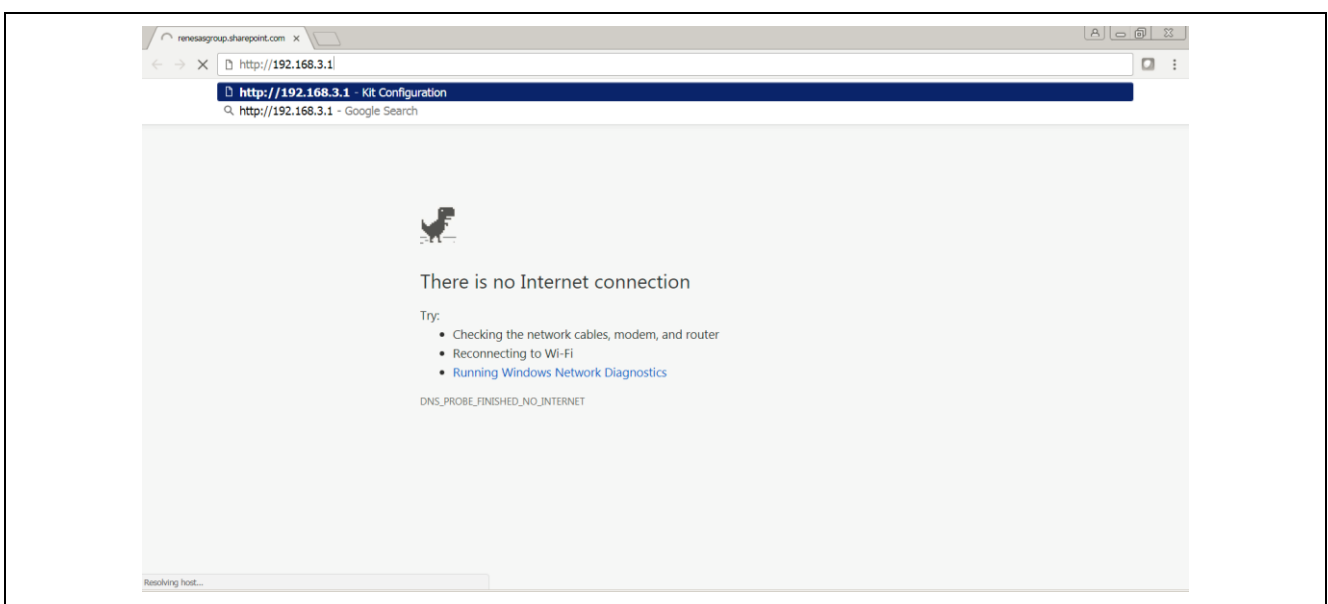 renesasgroup.sharepoint.com
http://192.168.3.1
http://192.168.3.1 - Kit Configuration
http://192.168.3.1 - Google Search
There is no Internet connection
Try:
• Checking the network cables, modem, and router
• Reconnecting to Wi-Fi
• Running Windows Network Diagnostics
DNS_PROBE_FINISHED_NO_INTERNET
Resolving host...